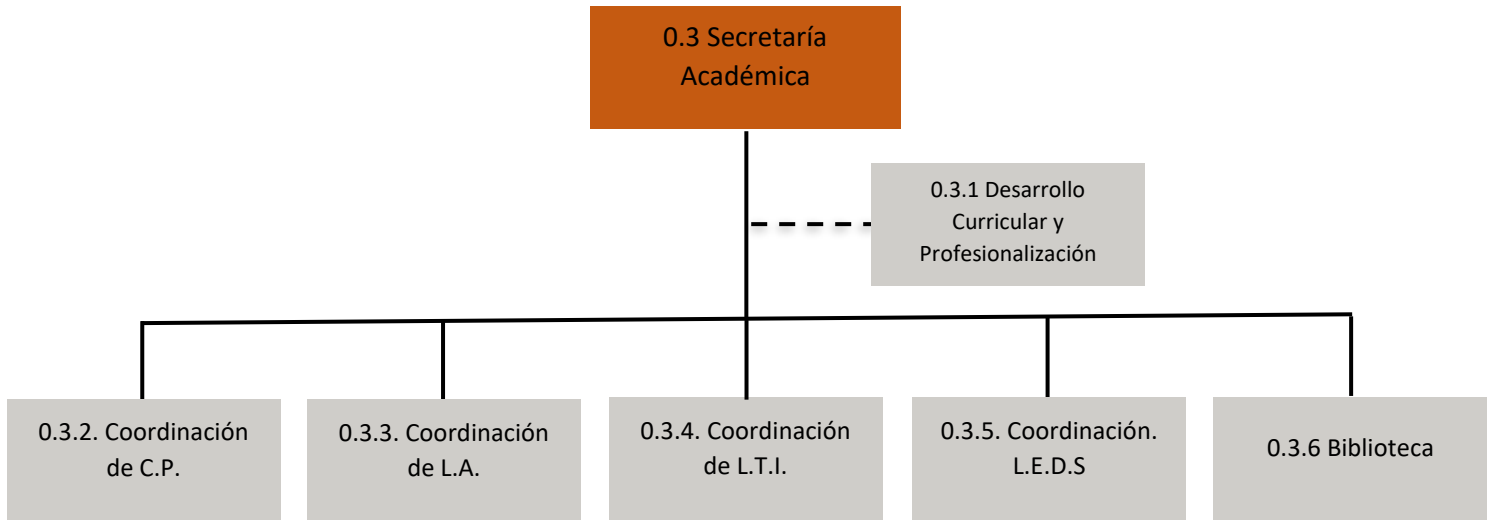 0.3 Secretaría
Académica
0.3.1 Desarrollo
Curricular y
Profesionalización
0.3.2. Coordinación
de C.P.
0.3.3. Coordinación
de L.A.
0.3.4. Coordinación
de L.T.I.
0.3.5. Coordinación.
L.E.D.S
0.3.6 Biblioteca